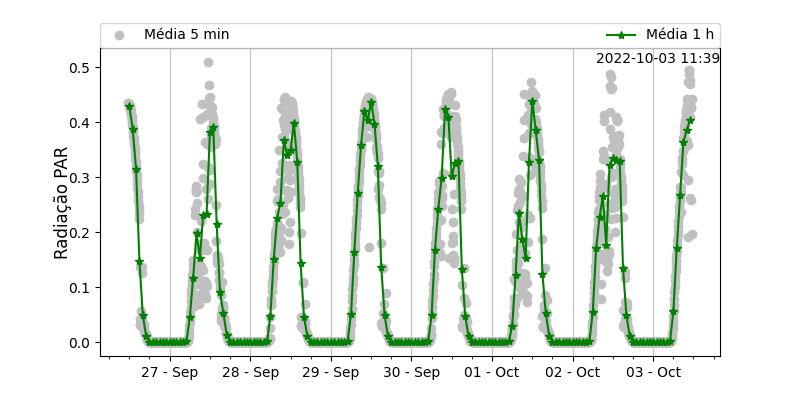 Média 5 min
Média 1 h
2022-10-03 11:39
Radiação PAR
0.5
0.4
0.3
0.2
0.1
0.0
27 - Sep
28 - Sep
29 - Sep
30 - Sep
01 - Oct
02 - Oct
03 - Oct